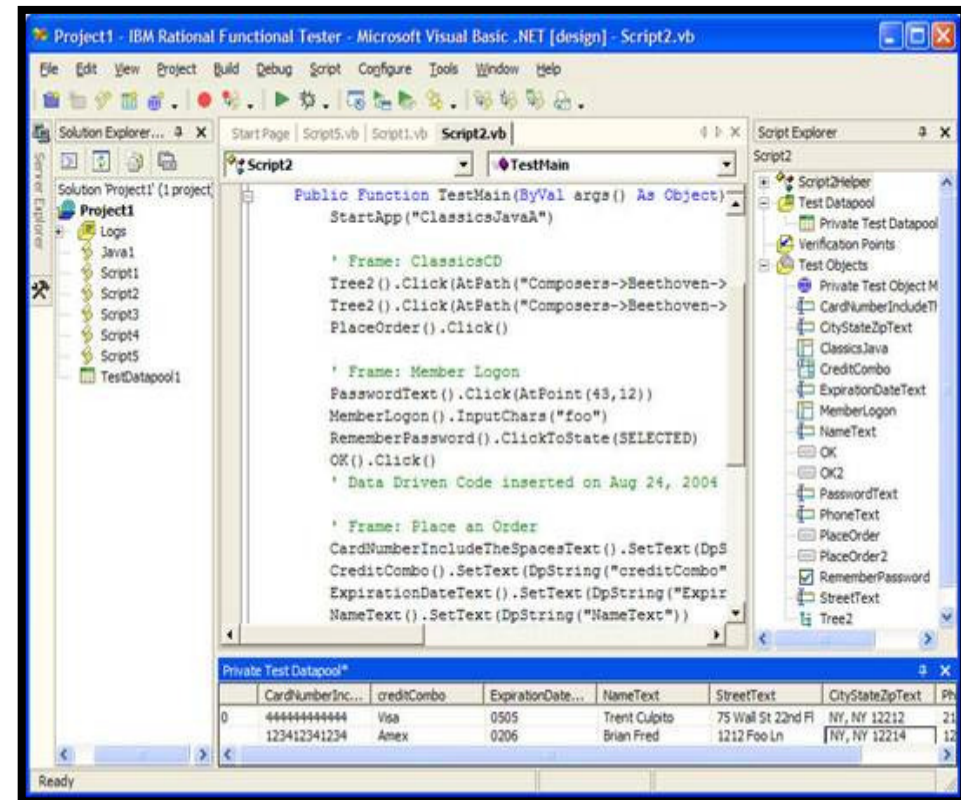 Project1 - IBM Rational Functional Tester - Microsoft Visual Basic .NET [design] - Script2.vb
File Edit View Project Build Debug Script Configure Tools Window Help
Server Explorer
Solution Explorer...
Solution 'Project1' (1 project
Project1
Logs
Java1
Script1
Script2
Script3
Script4
Script5
TestDatapool1
Start Page Script5.vb Script1.vb Script2.vb
Script2 TestMain
Public Function TestMain(ByVal args() As Object)
StartApp("ClassicsJavaA")
' Frame: ClassicsCD
Tree2().Click(AtPath("Composers->Beethoven->
Tree2().Click(AtPath("Composers->Beethoven->
PlaceOrder().Click()
' Frame: Member Logon
PasswordText().Click(AtPoint(43,12))
MemberLogon().InputChars("foo")
RememberPassword().ClickToState(SELECTED)
OK().Click()
' Data Driven Code inserted on Aug 24, 2004
' Frame: Place an Order
CardNumberIncludeTheSpacesText().SetText(DpS
CreditCombo().SetText(DpString("creditCombo"
ExpirationDateText().SetText(DpString("Expir
NameText().SetText(DpString("NameText"))
Script Explorer
Script2
Script2Helper
Test Datapool
Private Test Datapool
Verification Points
Test Objects
Private Test Object M
CardNumberIncludeTh
CityStateZipText
ClassicsJava
CreditCombo
ExpirationDateText
MemberLogon
NameText
OK
OK2
PasswordText
PhoneText
PlaceOrder
PlaceOrder2
RememberPassword
StreetText
Tree2
Private Test Datapool*
CardNumberInc... creditCombo ExpirationDate... NameText StreetText CityStateZipText Ph
0 444444444444 Visa 0505 Trent Culpito 75 Wall St 22nd Fl NY, NY 12212 21
123412341234 Amex 0206 Brian Fred 1212 Foo Ln NY, NY 12214 12
Ready